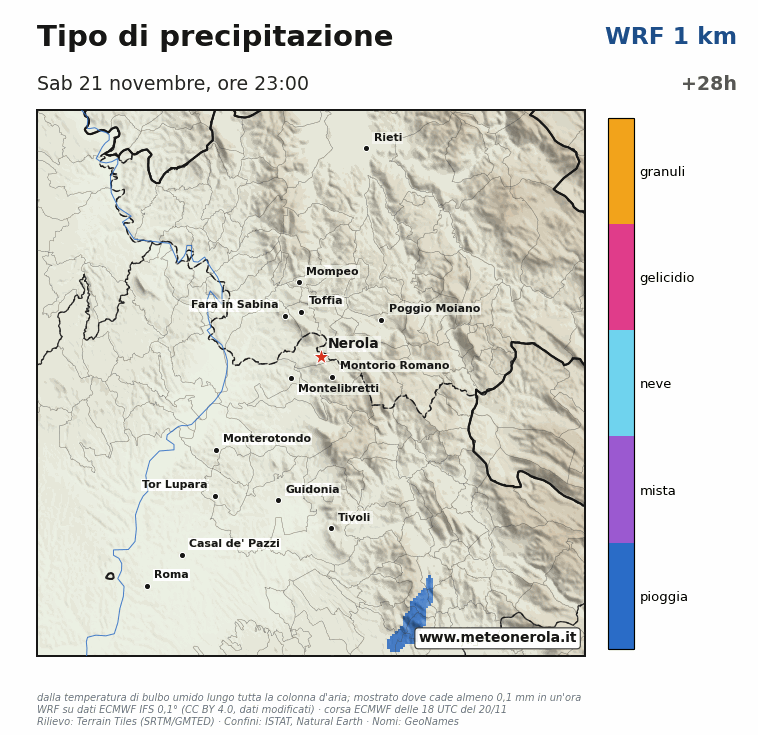 Tipo di precipitazione
WRF 1 km
Sab 21 novembre, ore 23:00
+28h
Rieti
granuli
gelicidio
Mompeo
Fara in Sabina
Toffia
Poggio Moiano
Nerola
Montorio Romano
Montelibretti
neve
Monterotondo
Tor Lupara
Guidonia
mista
Tivoli
Casal de' Pazzi
Roma
pioggia
www.meteonerola.it
dalla temperatura di bulbo umido lungo tutta la colonna d'aria; mostrato dove cade almeno 0,1 mm in un'ora
WRF su dati ECMWF IFS 0,1° (CC BY 4.0, dati modificati) · corsa ECMWF delle 18 UTC del 20/11
Rilievo: Terrain Tiles (SRTM/GMTED) · Confini: ISTAT, Natural Earth · Nomi: GeoNames